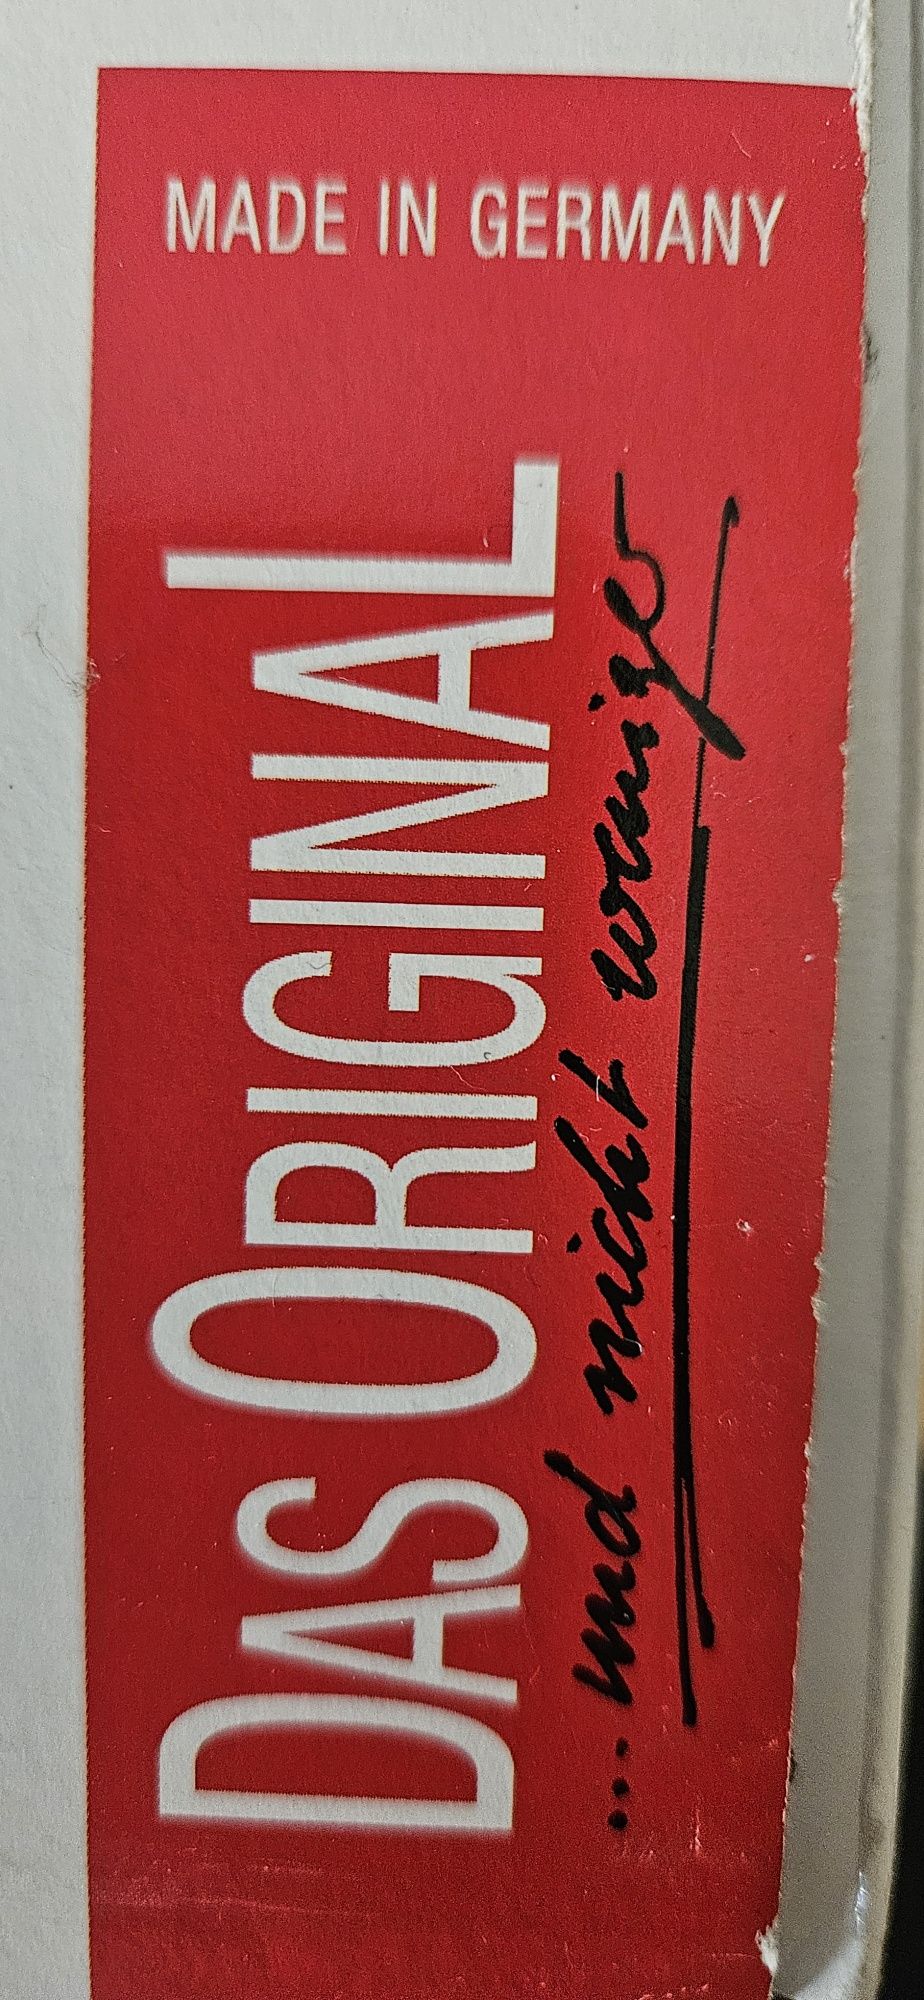 MADE IN GERMANY
DAS ORIGINAL
... und nicht weniger